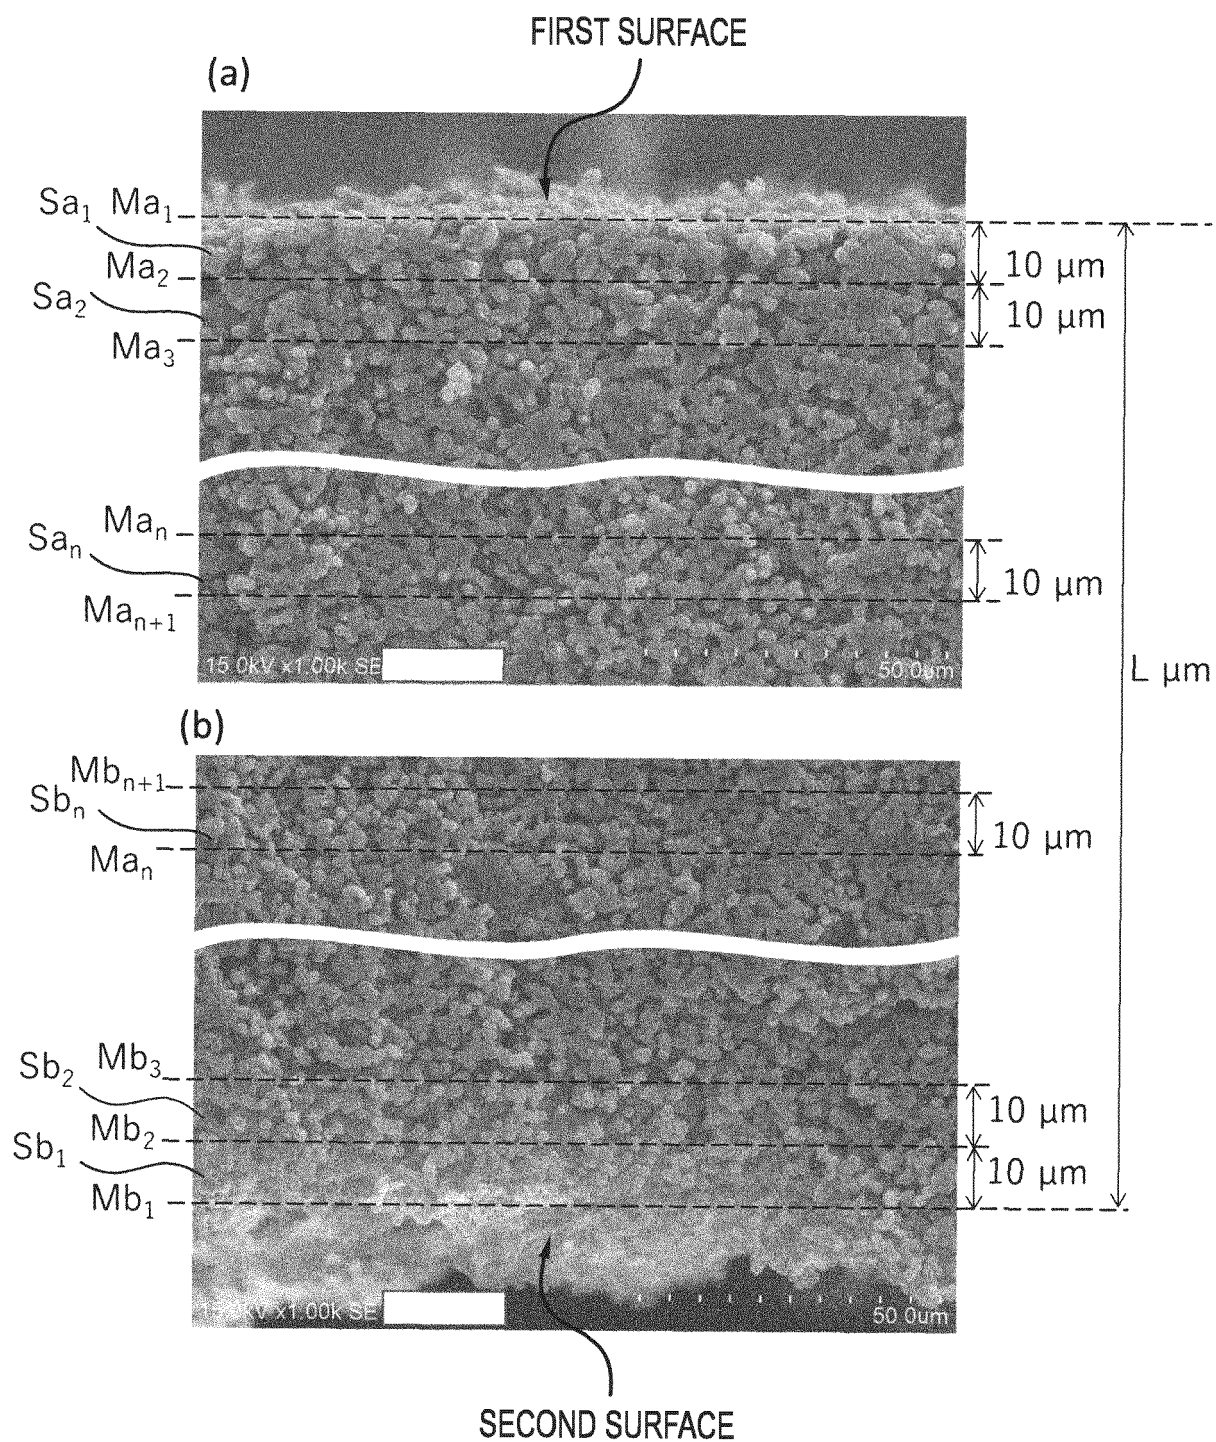 FIRST SURFACE
(a)
Sa1 Ma1
10 μm
Ma2
Sa2
10 μm
Ma3
Man
San
10 μm
Man+1
15.0kV x1.00k SE
50.0um
L μm
(b)
Mbn+1
Sbn
10 μm
Man
Sb2 Mb3
10 μm
Mb2
Sb1
10 μm
Mb1
kV x1.00k SE
50.0um
SECOND SURFACE